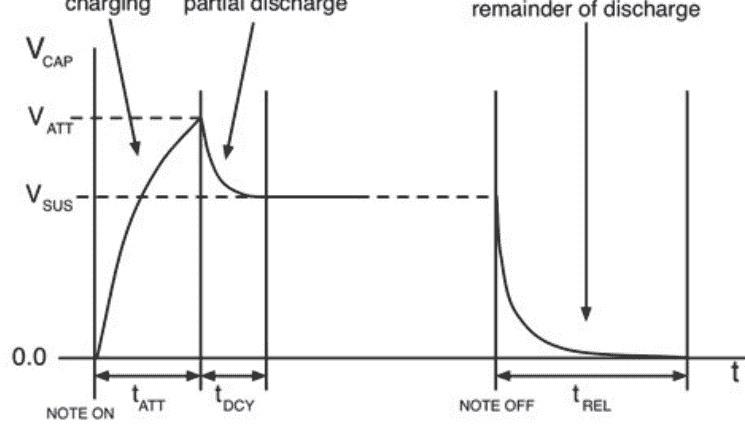 charging partial discharge
remainder of discharge
VCAP
VATT
VSUS
0.0
t
tATT tDCY tREL
NOTE ON NOTE OFF